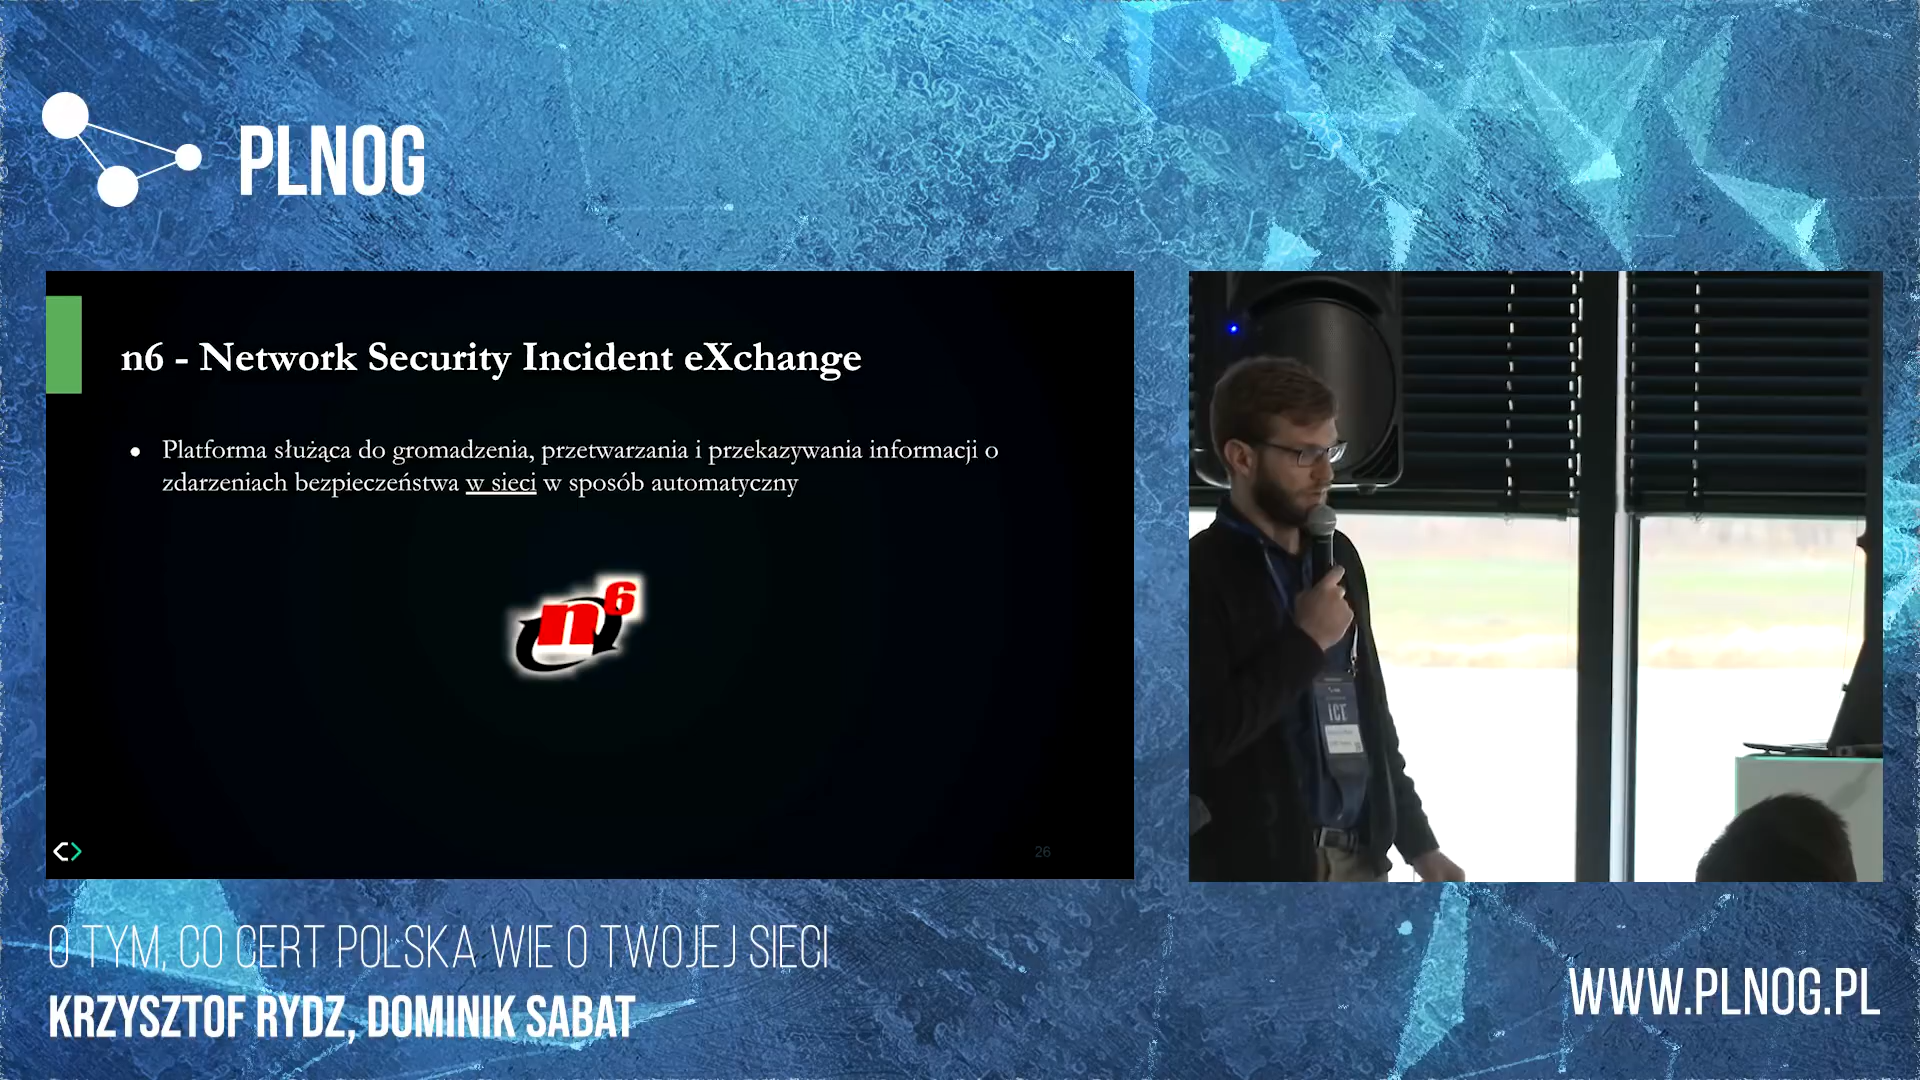 PLNOG
n6 - Network Security Incident eXchange
● Platforma służąca do gromadzenia, przetwarzania i przekazywania informacji o
zdarzeniach bezpieczeństwa w sieci w sposób automatyczny
n6
26
ICT
O TYM, CO CERT POLSKA WIE O TWOJEJ SIECI
KRZYSZTOF RYDZ, DOMINIK SABAT
WWW.PLNOG.PL